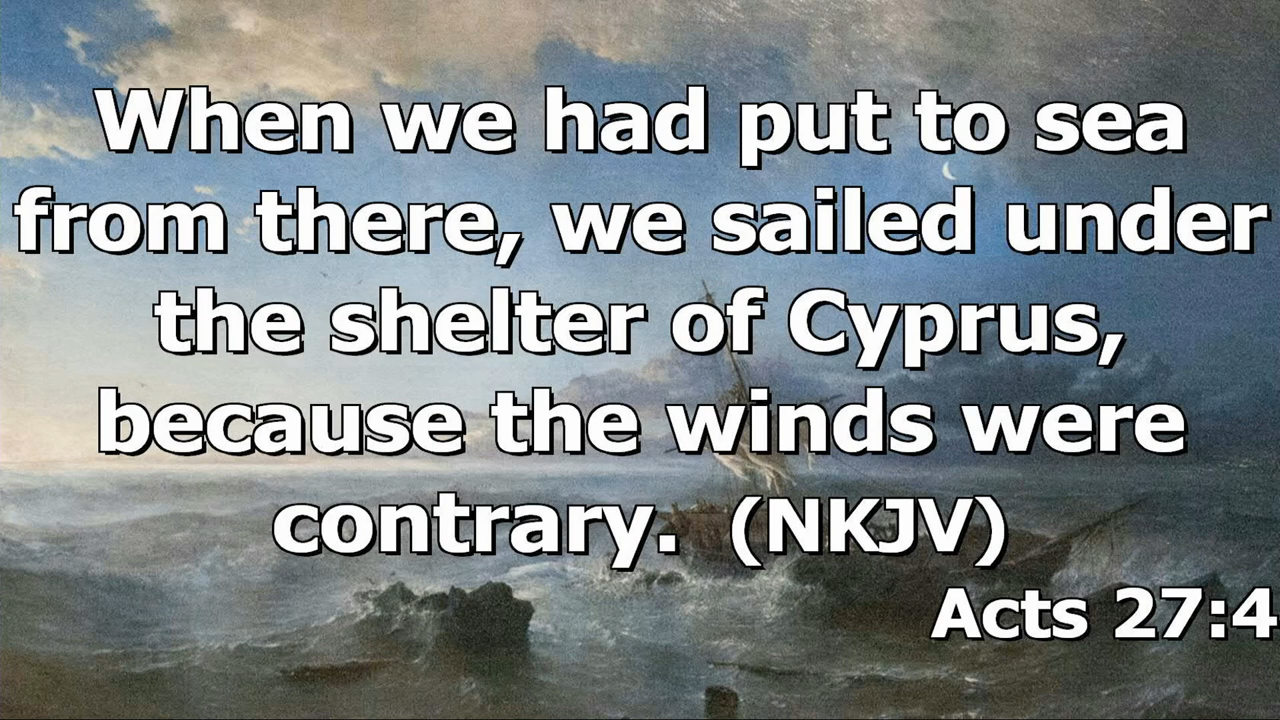 When we had put to sea
from there, we sailed under
the shelter of Cyprus,
because the winds were
contrary. (NKJV)
Acts 27:4